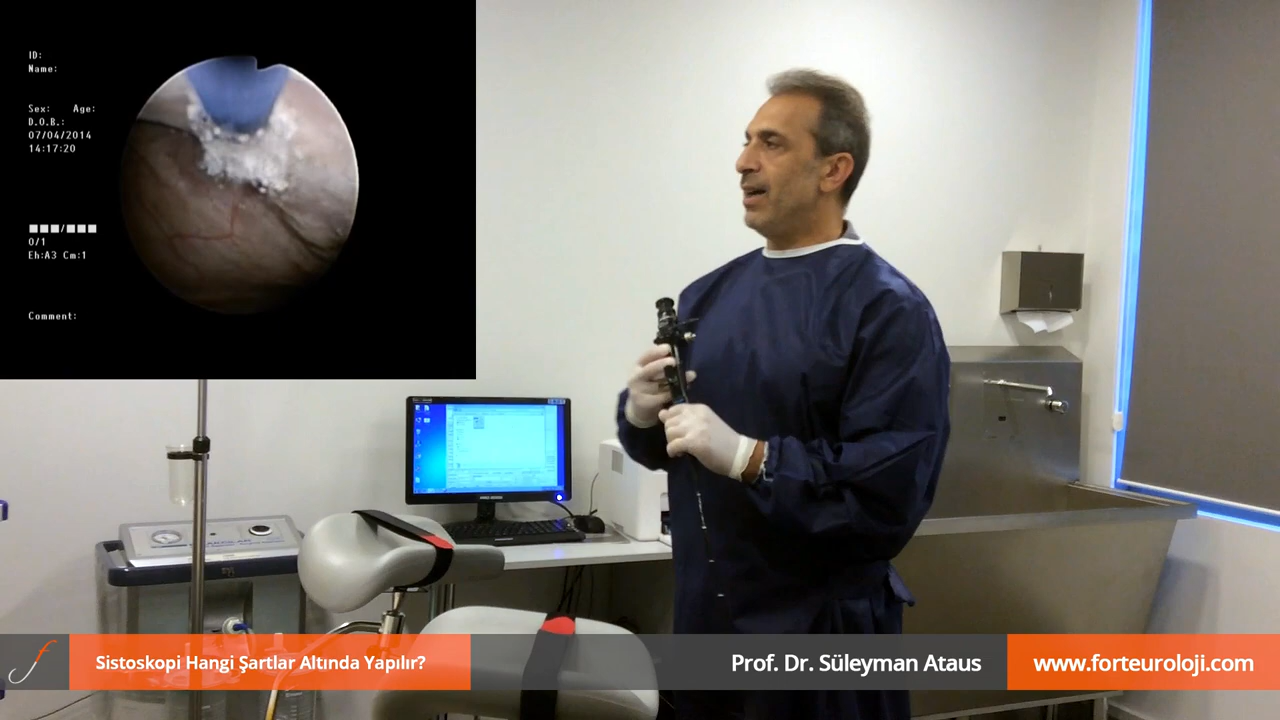 ID:
Name:
Sex: Age:
D.O.B.:
07/04/2014
14:17:20
■■■/■■■
0/1
Eh:A3 Cm:1
Comment:
Sistoskopi Hangi Şartlar Altında Yapılır?
Prof. Dr. Süleyman Ataus
www.forteuroloji.com